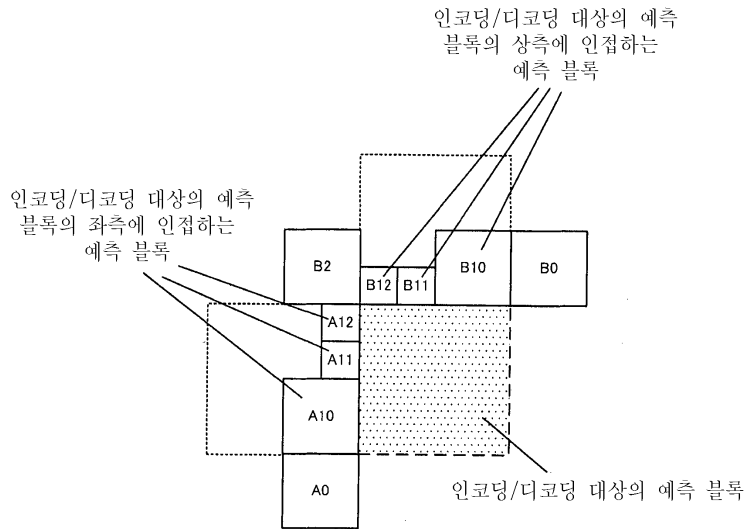 인코딩/디코딩 대상의 예측
블록의 상측에 인접하는
예측 블록
인코딩/디코딩 대상의 예측
블록의 좌측에 인접하는
예측 블록
B2
B12
B11
B10
B0
A12
A11
A10
A0
인코딩/디코딩 대상의 예측 블록